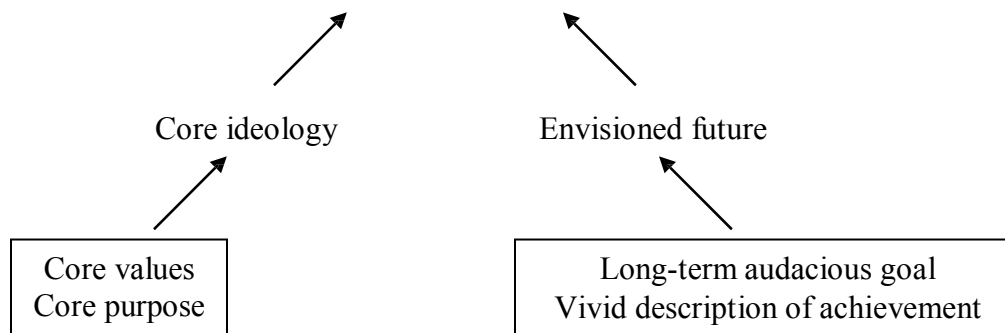 Core ideology
Envisioned future
Core values
Core purpose
Long-term audacious goal
Vivid description of achievement